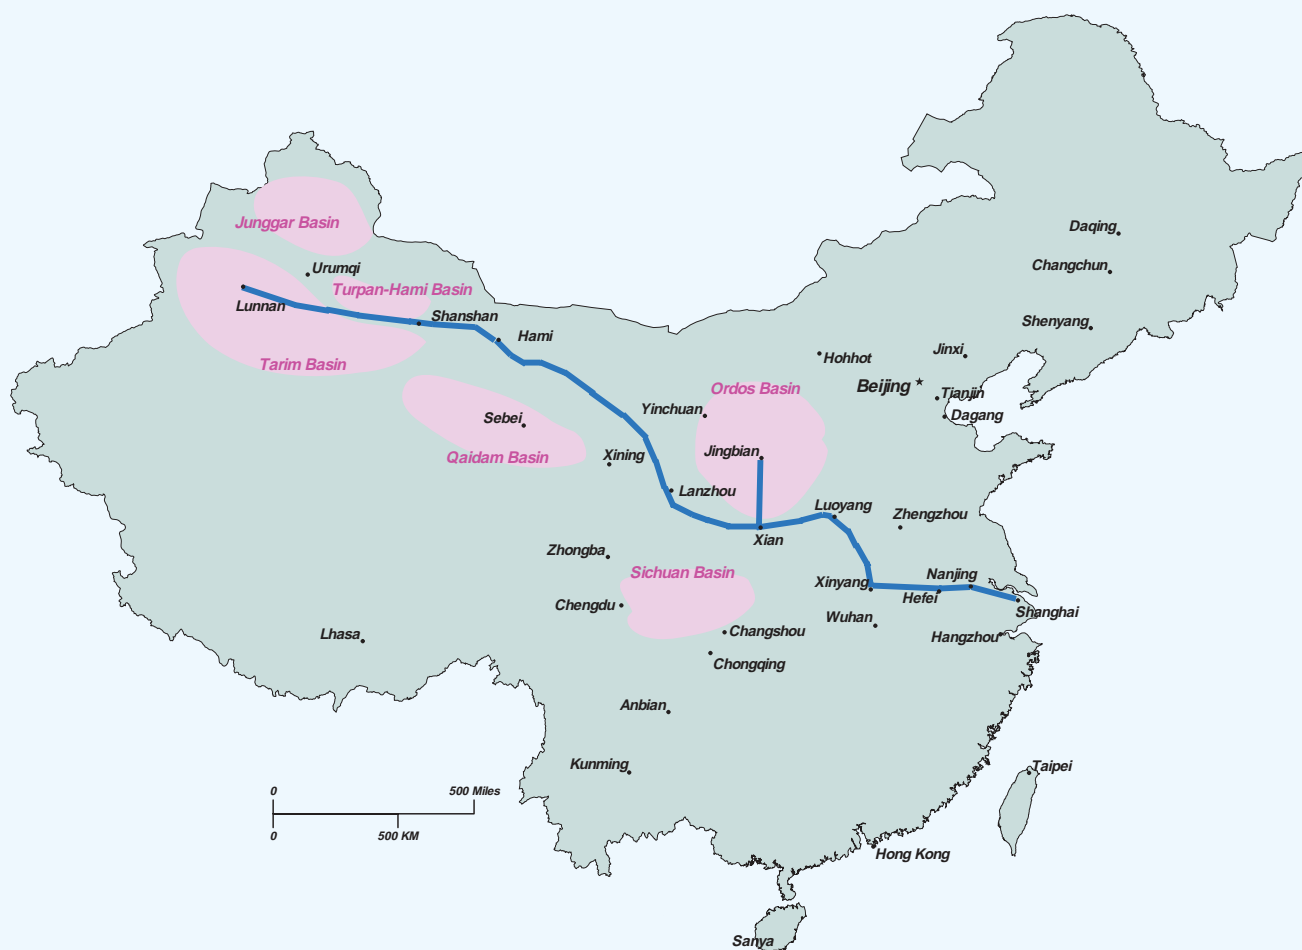 Daqing
Junggar Basin
Changchun
Urumqi
Turpan-Hami Basin
Lunnan
Shanshan
Shenyang
Hami
Jinxi
Hohhot
Tarim Basin
Beijing
Ordos Basin
Tianjin
Yinchuan
Dagang
Sebei
Jingbian
Qaidam Basin
Xining
Lanzhou
Luoyang
Zhengzhou
Xian
Zhongba
Sichuan Basin
Nanjing
Xinyang
Hefei
Chengdu
Shanghai
Wuhan
Changshou
Lhasa
Hangzhou
Chongqing
Anbian
Kunming
Taipei
0 500 Miles
0 500 KM
Hong Kong
Sanya